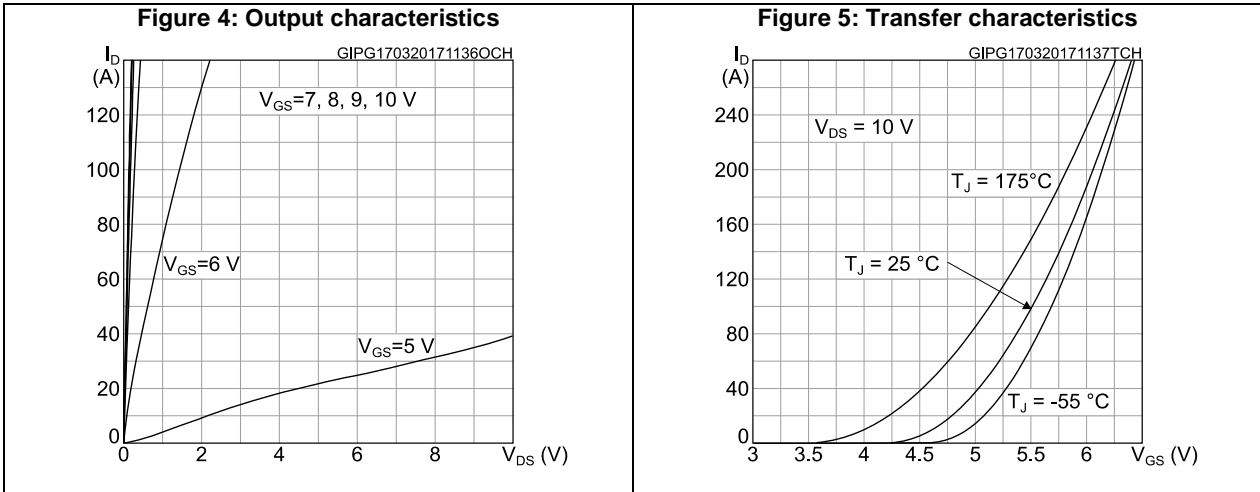 Figure 4: Output characteristics
GIPG170320171136OCH
I_D
(A)
V_GS=7, 8, 9, 10 V
120
100
80
V_GS=6 V
60
40
V_GS=5 V
20
0
0 2 4 6 8 V_DS (V)
Figure 5: Transfer characteristics
GIPG170320171137TCH
I_D
(A)
240
V_DS = 10 V
200
T_J = 175°C
160
T_J = 25 °C
120
80
40
T_J = -55 °C
0
3 3.5 4 4.5 5 5.5 6 V_GS (V)